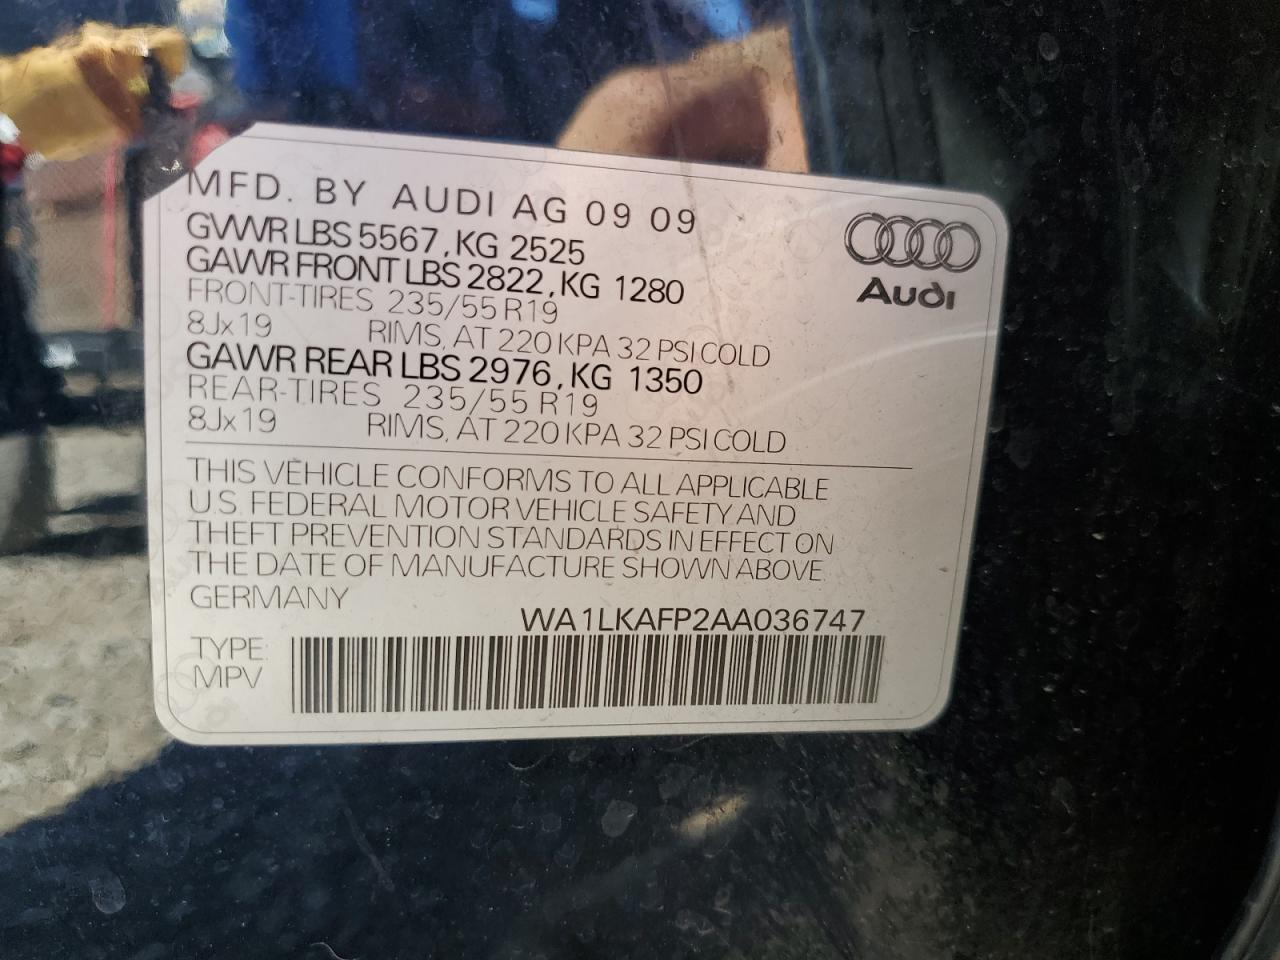 MFD. BY AUDI AG 09 09
Audi
GVWR LBS 5567, KG 2525
GAWR FRONT LBS 2822, KG 1280
FRONT-TIRES 235/55 R19
8Jx19 RIMS, AT 220 KPA 32 PSI COLD
GAWR REAR LBS 2976, KG 1350
REAR-TIRES 235/55 R19
8Jx19 RIMS, AT 220 KPA 32 PSI COLD
THIS VEHICLE CONFORMS TO ALL APPLICABLE
U.S. FEDERAL MOTOR VEHICLE SAFETY AND
THEFT PREVENTION STANDARDS IN EFFECT ON
THE DATE OF MANUFACTURE SHOWN ABOVE.
GERMANY
WA1LKAFP2AA036747
TYPE:
MPV